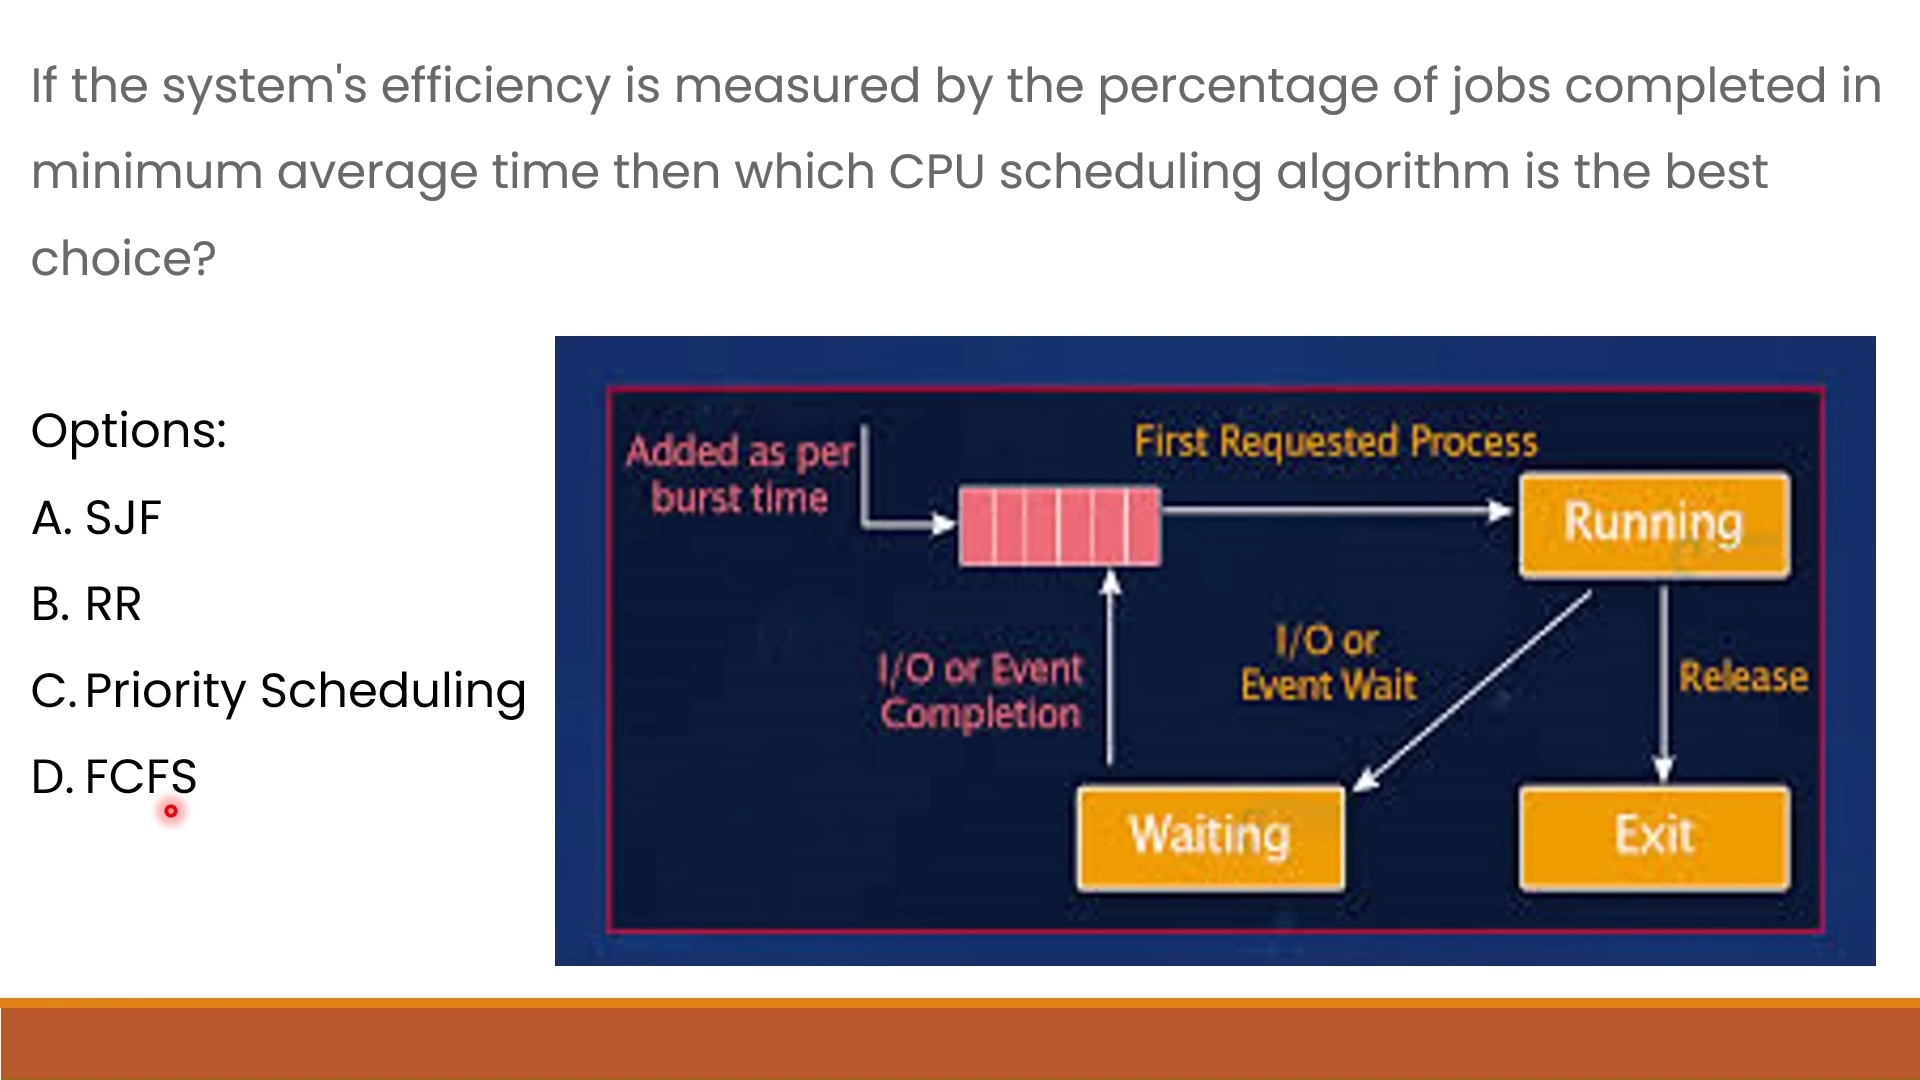 If the system's efficiency is measured by the percentage of jobs completed in
minimum average time then which CPU scheduling algorithm is the best
choice?
Options:
A. SJF
B. RR
C. Priority Scheduling
D. FCFS
Added as per
burst time
First Requested Process
Running
I/O or Event
Completion
I/O or
Event Wait
Release
Waiting
Exit